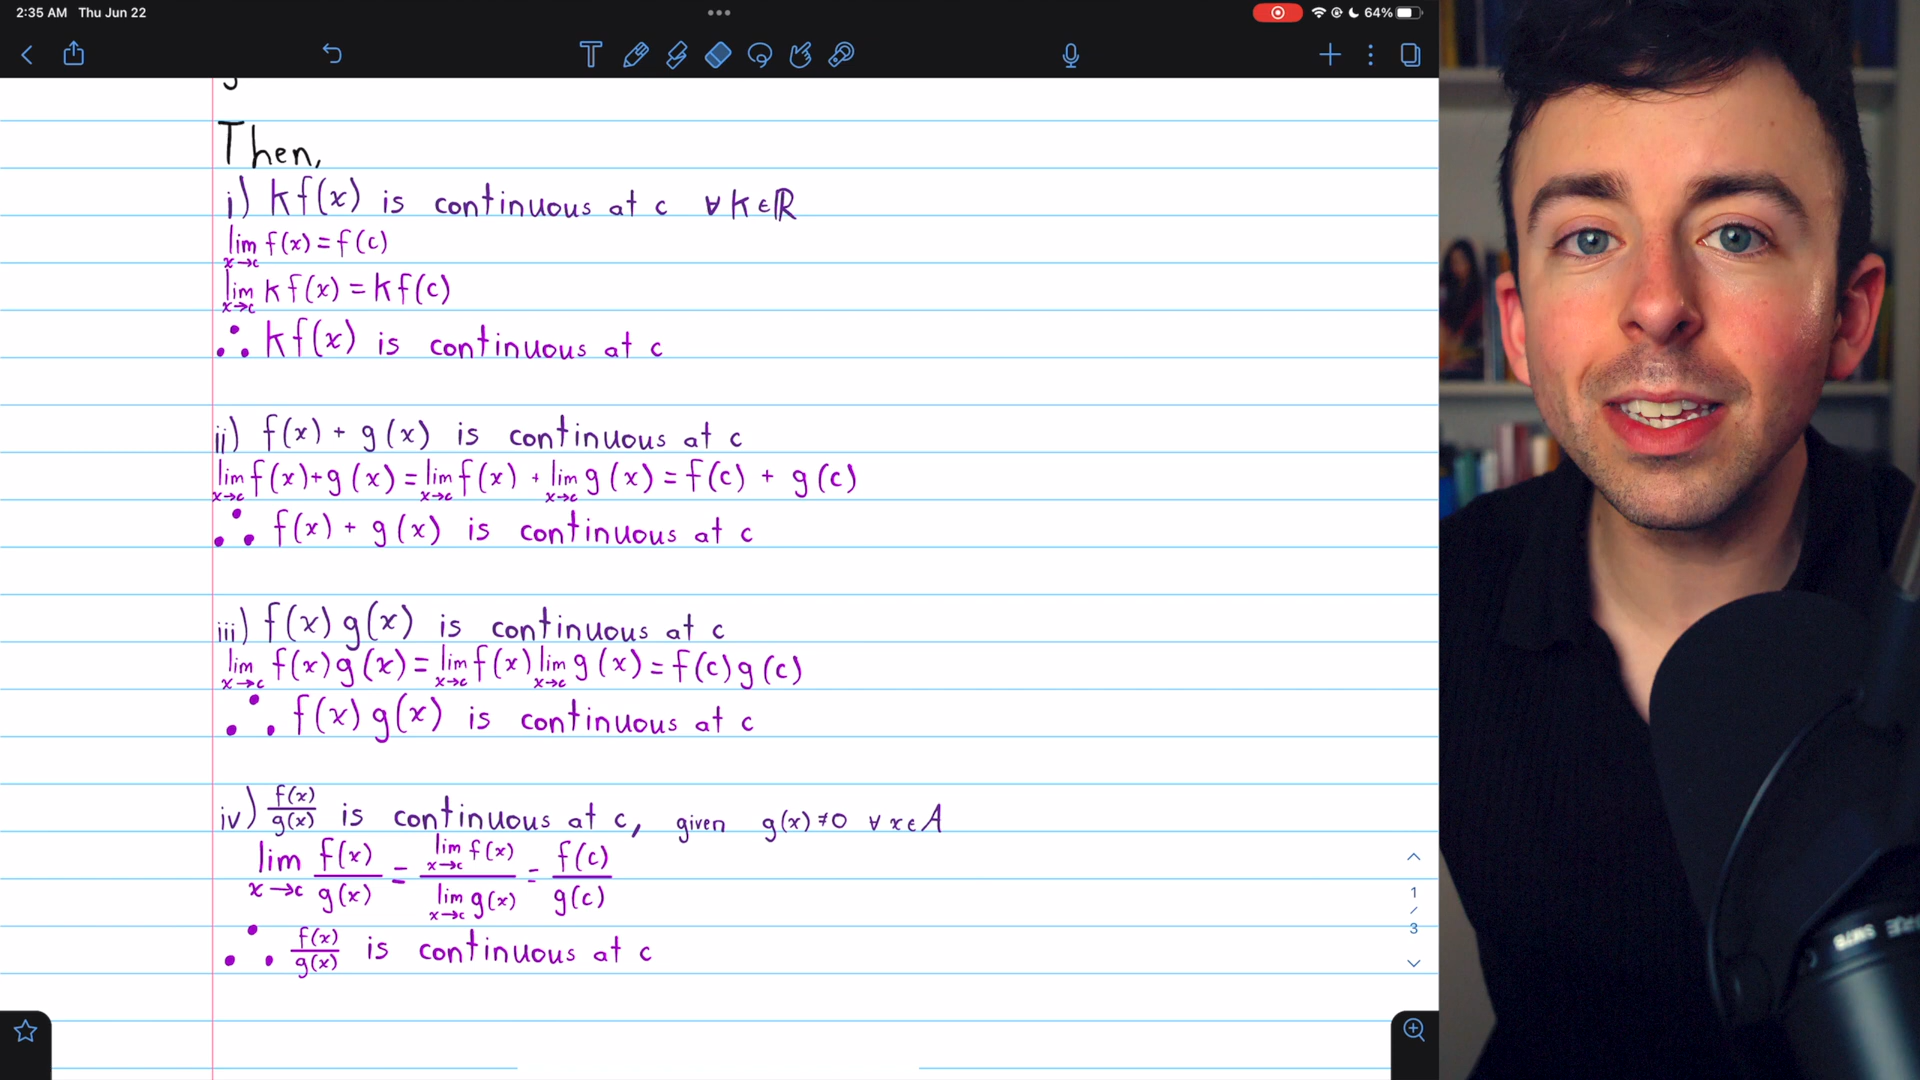 2:35 AM Thu Jun 22
64%
Then,
i) kf(x) is continuous at c ∀ k∈ℝ
lim x→c f(x) = f(c)
lim x→c kf(x) = kf(c)
∴ kf(x) is continuous at c
ii) f(x) + g(x) is continuous at c
lim x→c f(x)+g(x) = lim x→c f(x) + lim x→c g(x) = f(c) + g(c)
∴ f(x) + g(x) is continuous at c
iii) f(x) g(x) is continuous at c
lim x→c f(x)g(x) = lim x→c f(x) lim x→c g(x) = f(c)g(c)
∴ f(x) g(x) is continuous at c
iv) f(x)/g(x) is continuous at c, given g(x) ≠ 0 ∀ x∈A
lim x→c f(x)/g(x) = lim x→c f(x) / lim x→c g(x) = f(c)/g(c)
∴ f(x)/g(x) is continuous at c
1
/
3
SM7B